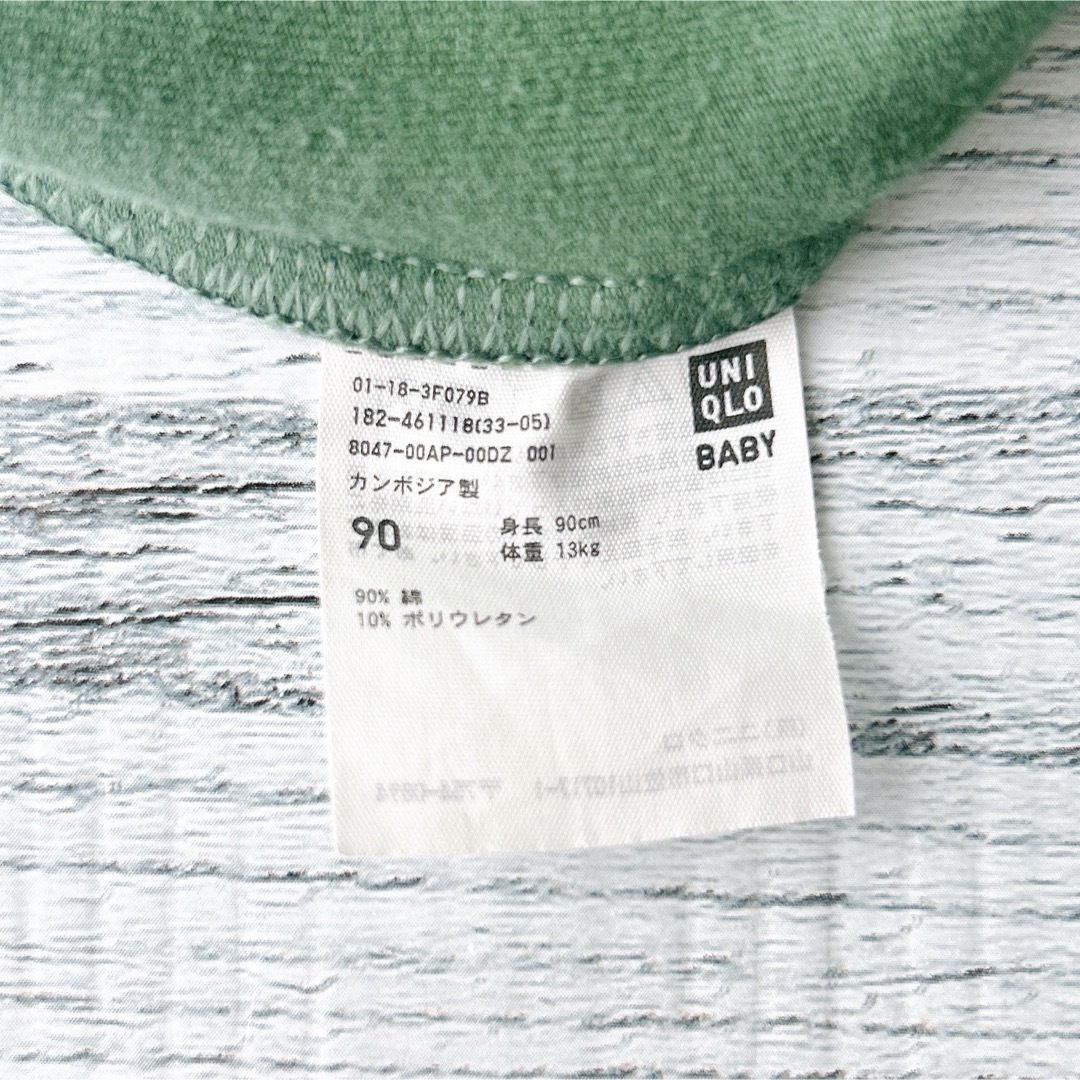 01-18-3F079B
182-461118(33-05)
8047-00AP-00DZ 001
カンボジア製
90
身長 90cm
体重 13kg
90% 綿
10% ポリウレタン
UNI
QLO
BABY